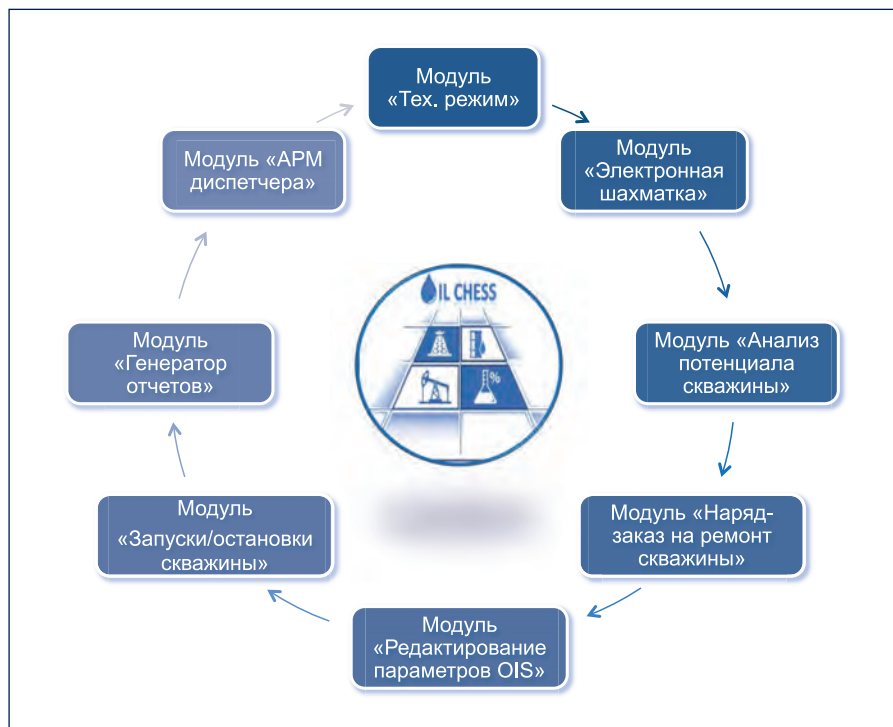 Модуль
«Тех. режим»
Модуль
«Электронная
шахматка»
Модуль «Анализ
потенциала
скважины»
Модуль «Наряд-
заказ на ремонт
скважины»
Модуль
«Редактирование
параметров OIS»
Модуль
«Запуски/остановки
скважины»
Модуль
«Генератор
отчетов»
Модуль «АРМ
диспетчера»
IL CHESS
%